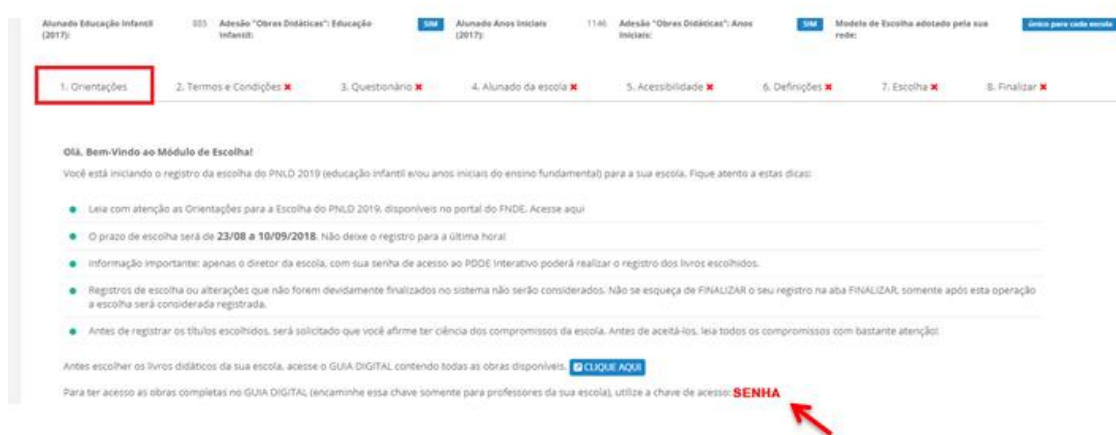 Alunado Educação Infantil 885 Adesão "Obras Didáticas": Educação SIM Alunado Anos Iniciais 1146 Adesão "Obras Didáticas": Anos SIM Modelo de Escolha adotado pela sua único para cada escola
(2017): Infantil: (2017): Iniciais: rede:
1. Orientações 2. Termos e Condições ✖ 3. Questionário ✖ 4. Alunado da escola ✖ 5. Acessibilidade ✖ 6. Definições ✖ 7. Escolha ✖ 8. Finalizar ✖
Olá, Bem-Vindo ao Módulo de Escolha!
Você está iniciando o registro da escolha do PNLD 2019 (educação infantil e/ou anos iniciais do ensino fundamental) para a sua escola. Fique atento a estas dicas:
Leia com atenção as Orientações para a Escolha do PNLD 2019, disponíveis no portal do FNDE. Acesse aqui
O prazo de escolha será de 23/08 a 10/09/2018. Não deixe o registro para a última hora!
Informação importante: apenas o diretor da escola, com sua senha de acesso ao PDDE Interativo poderá realizar o registro dos livros escolhidos.
Registros de escolha ou alterações que não forem devidamente finalizados no sistema não serão considerados. Não se esqueça de FINALIZAR o seu registro na aba FINALIZAR, somente após esta operação
a escolha será considerada registrada.
Antes de registrar os títulos escolhidos, será solicitado que você afirme ter ciência dos compromissos da escola. Antes de aceitá-los, leia todos os compromissos com bastante atenção!
Antes escolher os livros didáticos da sua escola, acesse o GUIA DIGITAL contendo todas as obras disponíveis. CLIQUE AQUI
Para ter acesso as obras completas no GUIA DIGITAL (encaminhe essa chave somente para professores da sua escola), utilize a chave de acesso: SENHA